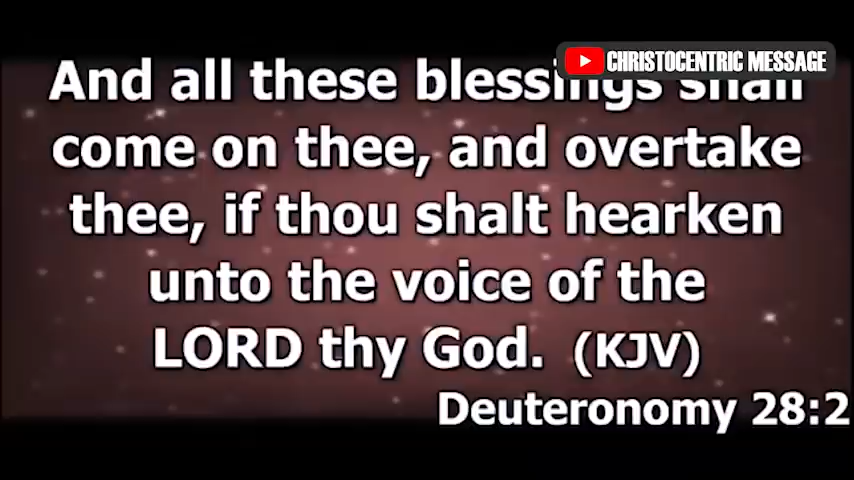 CHRISTOCENTRIC MESSAGE
And all these blessings shall
come on thee, and overtake
thee, if thou shalt hearken
unto the voice of the
LORD thy God. (KJV)
Deuteronomy 28:2